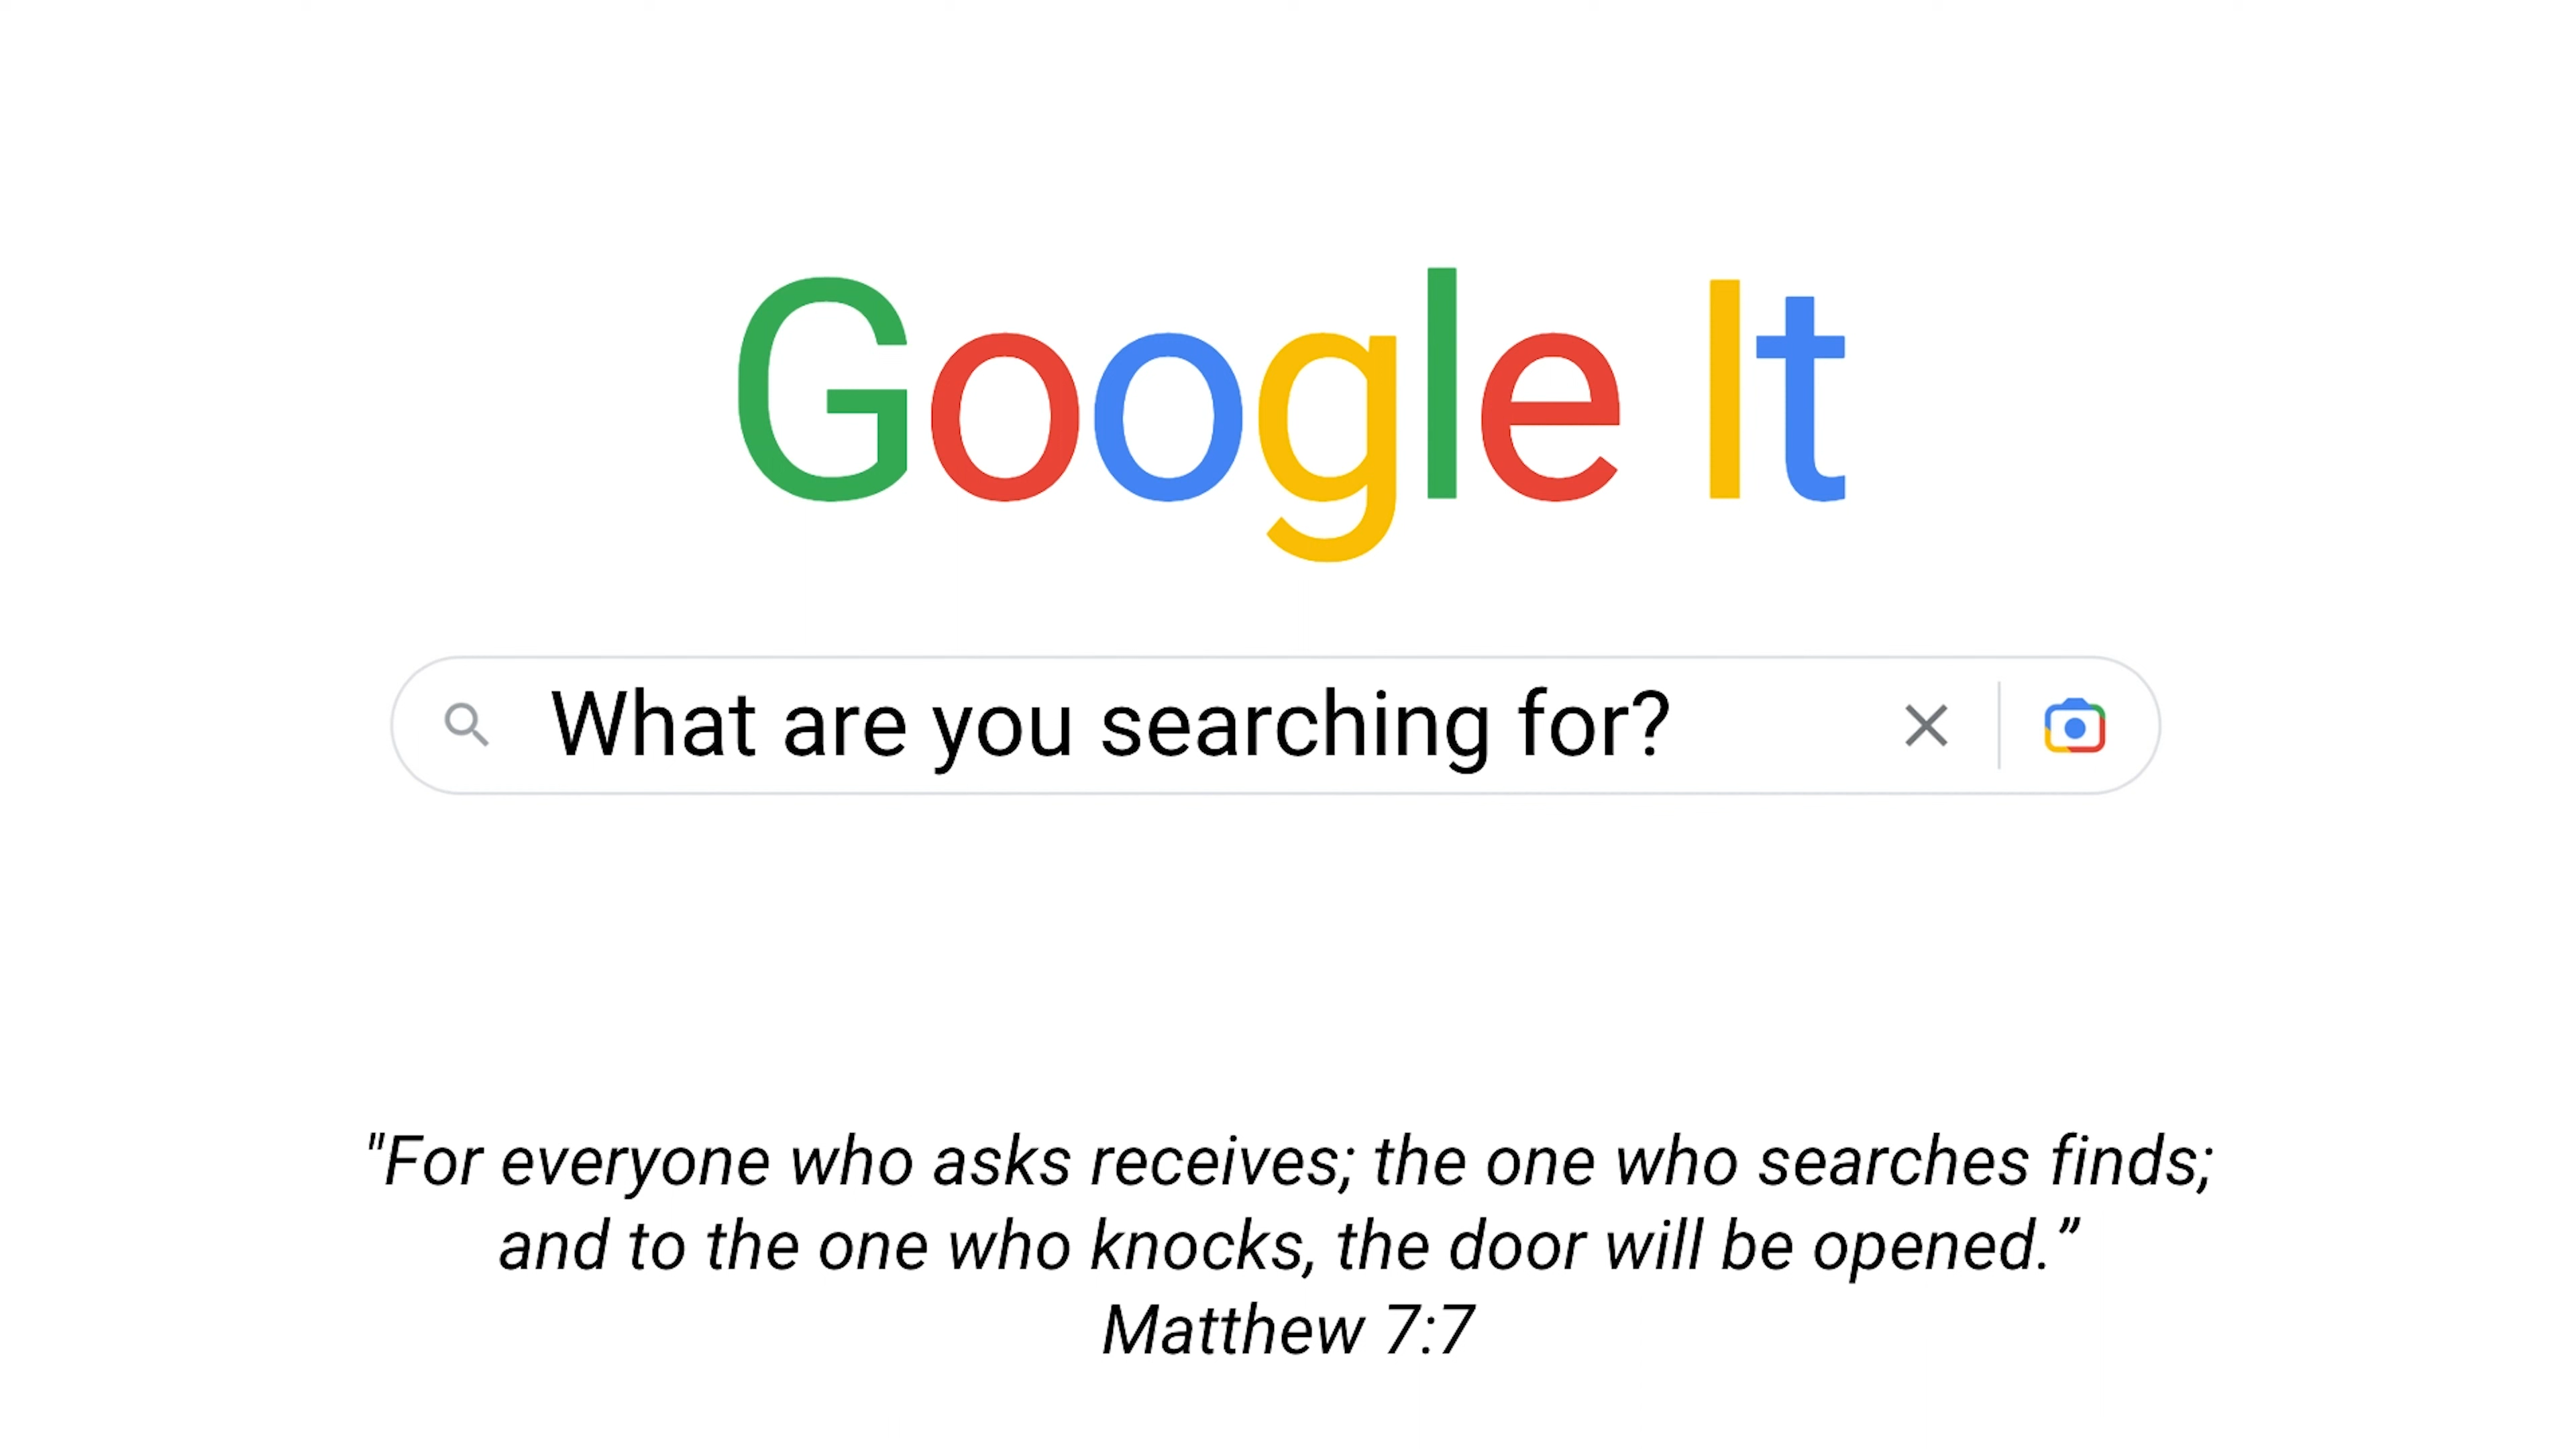 Google It
What are you searching for?
"For everyone who asks receives; the one who searches finds;
and to the one who knocks, the door will be opened.”
Matthew 7:7